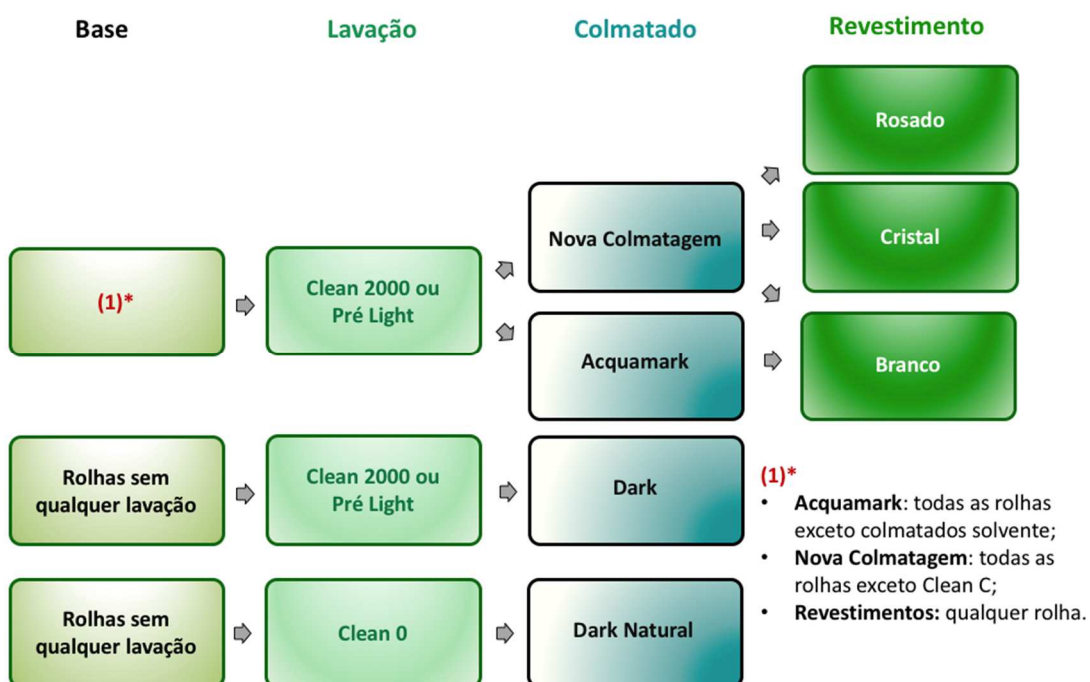 Base
Lavação
Colmatado
Revestimento
Rosado
Nova Colmatagem
Cristal
(1)*
Clean 2000 ou
Pré Light
Acquamark
Branco
Rolhas sem
qualquer lavação
Clean 2000 ou
Pré Light
Dark
(1)*
• Acquamark: todas as rolhas
exceto colmatados solvente;
• Nova Colmatagem: todas as
rolhas exceto Clean C;
• Revestimentos: qualquer rolha.
Rolhas sem
qualquer lavação
Clean 0
Dark Natural